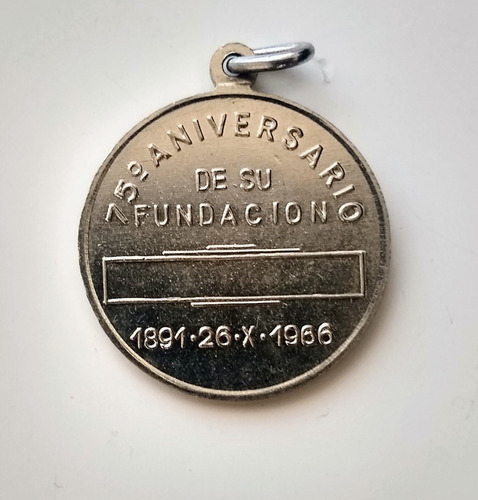 75º ANIVERSARIO
DE SU
FUNDACION
1891·26·X·1966